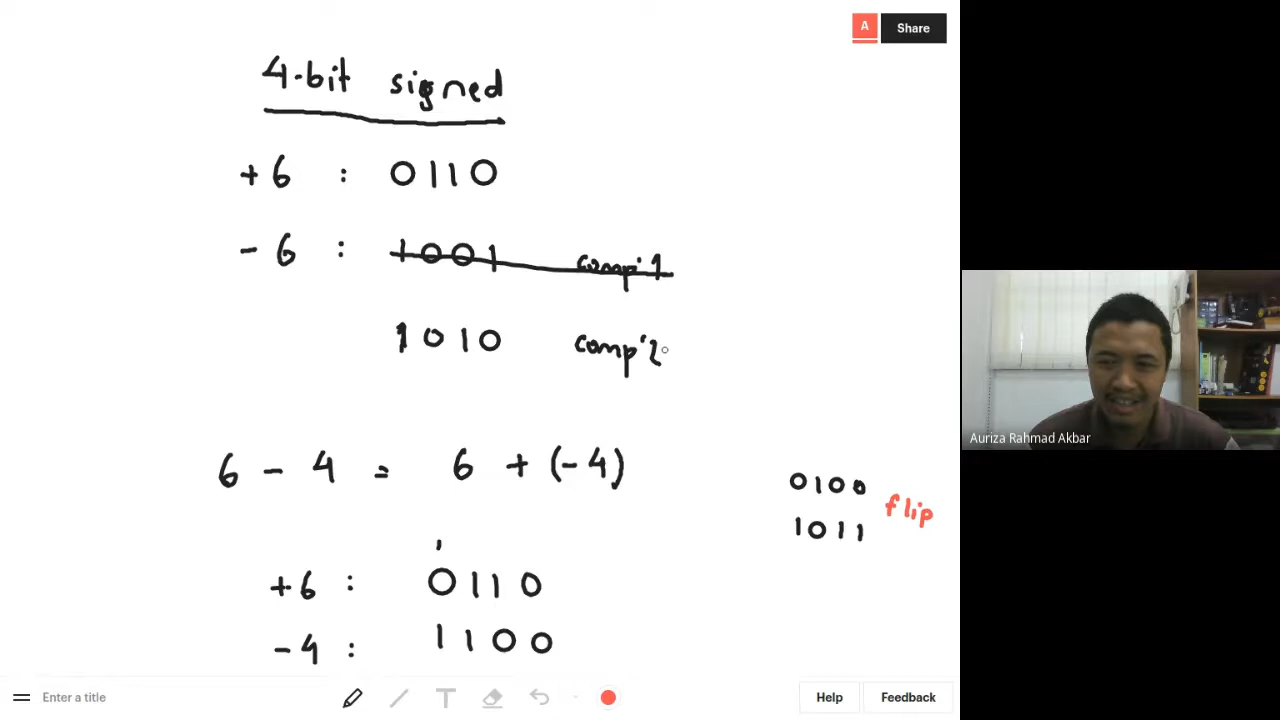 A Share
4-bit signed
+6 : 0110
-6 : 1001 comp'1
1010 comp'2
6 - 4 = 6 + (-4)
0100
flip
1011
1
+6 : 0110
-4 : 1100
Auriza Rahmad Akbar
Enter a title
T
Help Feedback